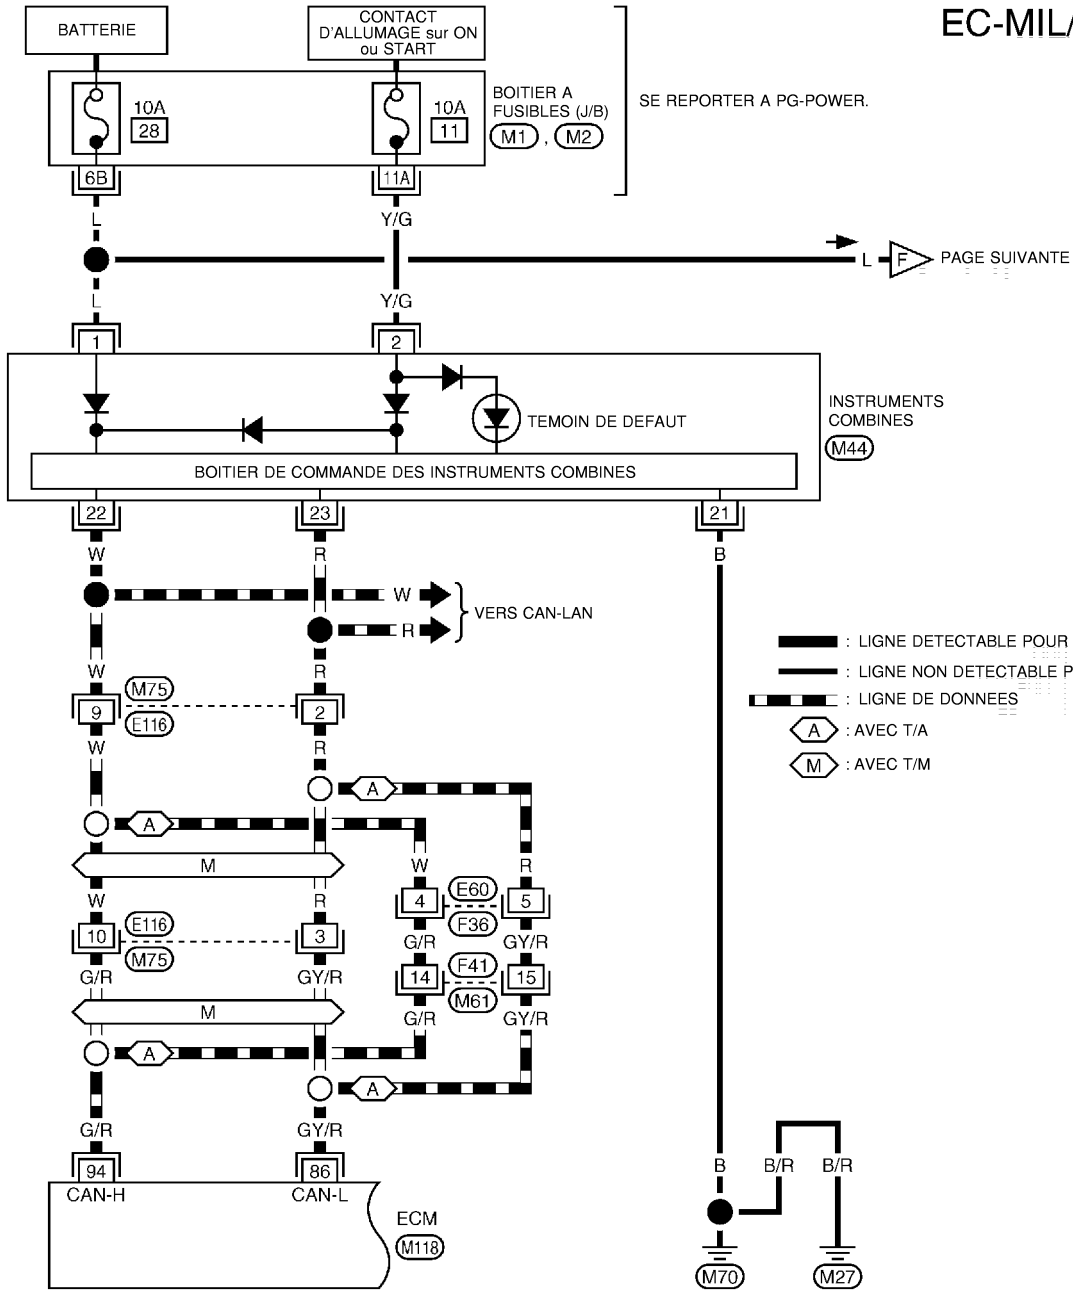 EC-MIL/
BATTERIE
CONTACT
D'ALLUMAGE sur ON
ou START
10A
28
10A
11
BOITIER A
FUSIBLES (J/B)
M1 , M2
SE REPORTER A PG-POWER.
6B
11A
L
Y/G
L
F
PAGE SUIVANTE
L
Y/G
1
2
INSTRUMENTS
COMBINES
M44
TEMOIN DE DEFAUT
BOITIER DE COMMANDE DES INSTRUMENTS COMBINES
22
23
21
W
R
B
W
R
VERS CAN-LAN
W
R
M75
9
2
E116
W
R
: LIGNE DETECTABLE POUR
: LIGNE NON DETECTABLE P
: LIGNE DE DONNEES
A : AVEC T/A
M : AVEC T/M
A
A
M
W
R
W
R
E60
4
5
F36
E116
10
3
M75
G/R
GY/R
G/R
GY/R
F41
14
15
M61
G/R
GY/R
M
A
A
G/R
GY/R
94
86
CAN-H
CAN-L
ECM
M118
B
B/R
B/R
M70
M27